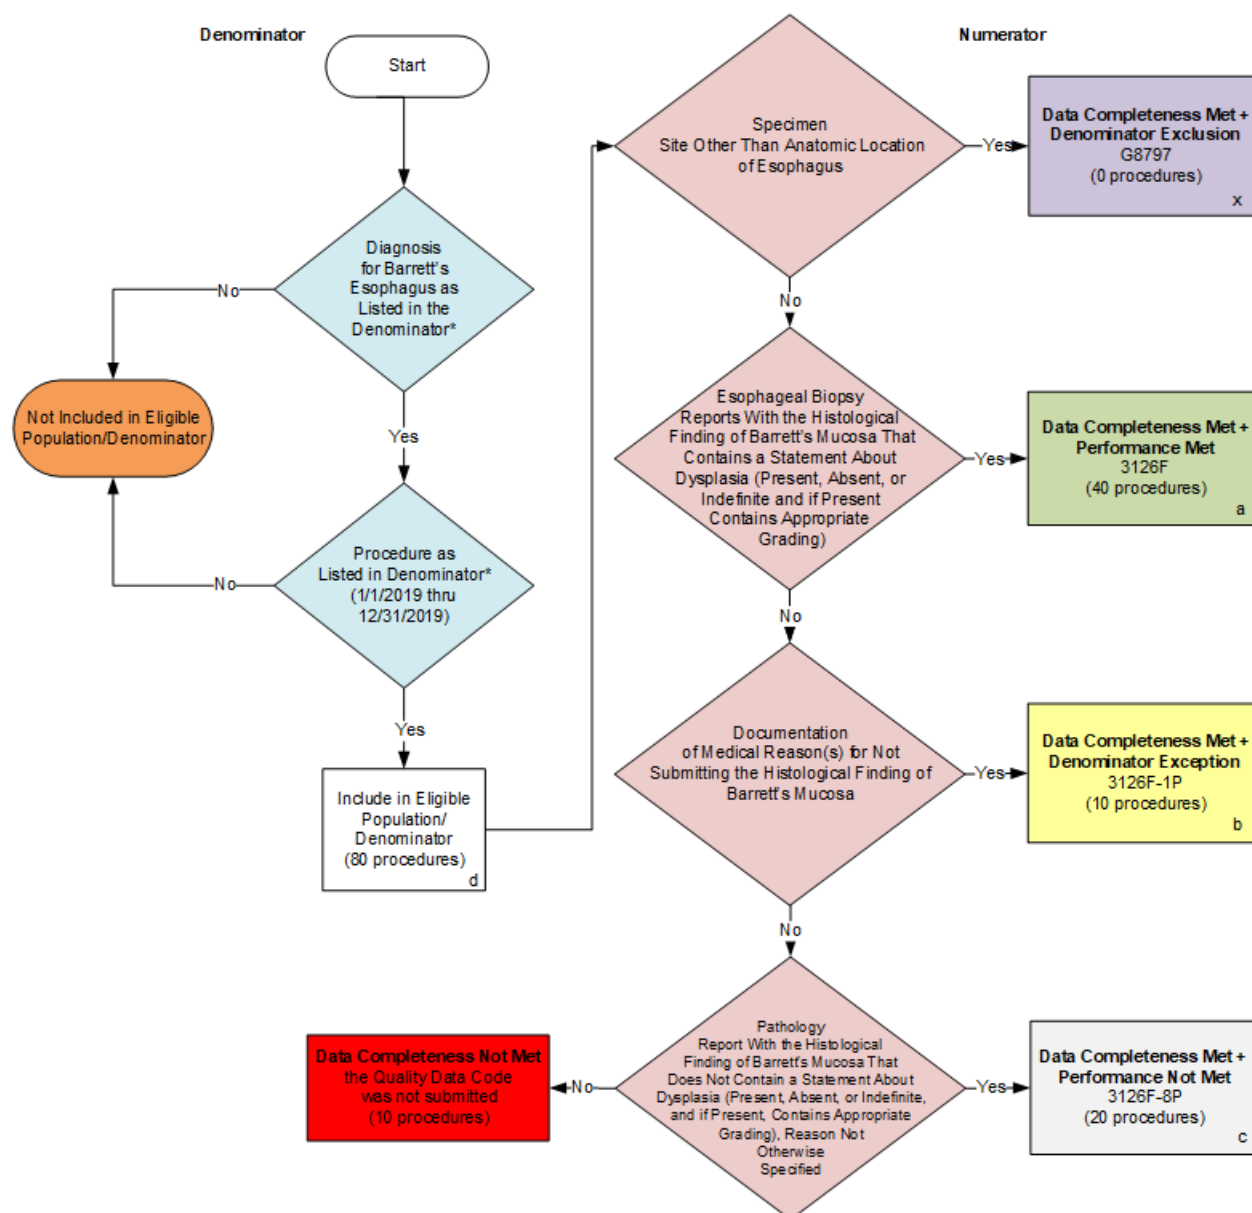 Denominator
Numerator
Start
Diagnosis
for Barrett's
Esophagus as
Listed in the
Denominator*
No
Not Included in Eligible
Population/Denominator
Yes
Procedure as
Listed in Denominator*
(1/1/2019 thru
12/31/2019)
No
Yes
Include in Eligible
Population/
Denominator
(80 procedures)
d
Specimen
Site Other Than Anatomic Location
of Esophagus
Yes
Data Completeness Met +
Denominator Exclusion
G8797
(0 procedures)
x
No
Esophageal Biopsy
Reports With the Histological
Finding of Barrett's Mucosa That
Contains a Statement About
Dysplasia (Present, Absent, or
Indefinite and if Present
Contains Appropriate
Grading)
Yes
Data Completeness Met +
Performance Met
3126F
(40 procedures)
a
No
Documentation
of Medical Reason(s) for Not
Submitting the Histological Finding of
Barrett's Mucosa
Yes
Data Completeness Met +
Denominator Exception
3126F-1P
(10 procedures)
b
No
Pathology
Report With the Histological
Finding of Barrett's Mucosa That
Does Not Contain a Statement About
Dysplasia (Present, Absent, or Indefinite,
and if Present, Contains Appropriate
Grading), Reason Not
Otherwise
Specified
Yes
Data Completeness Met +
Performance Not Met
3126F-8P
(20 procedures)
c
No
Data Completeness Not Met
the Quality Data Code
was not submitted
(10 procedures)